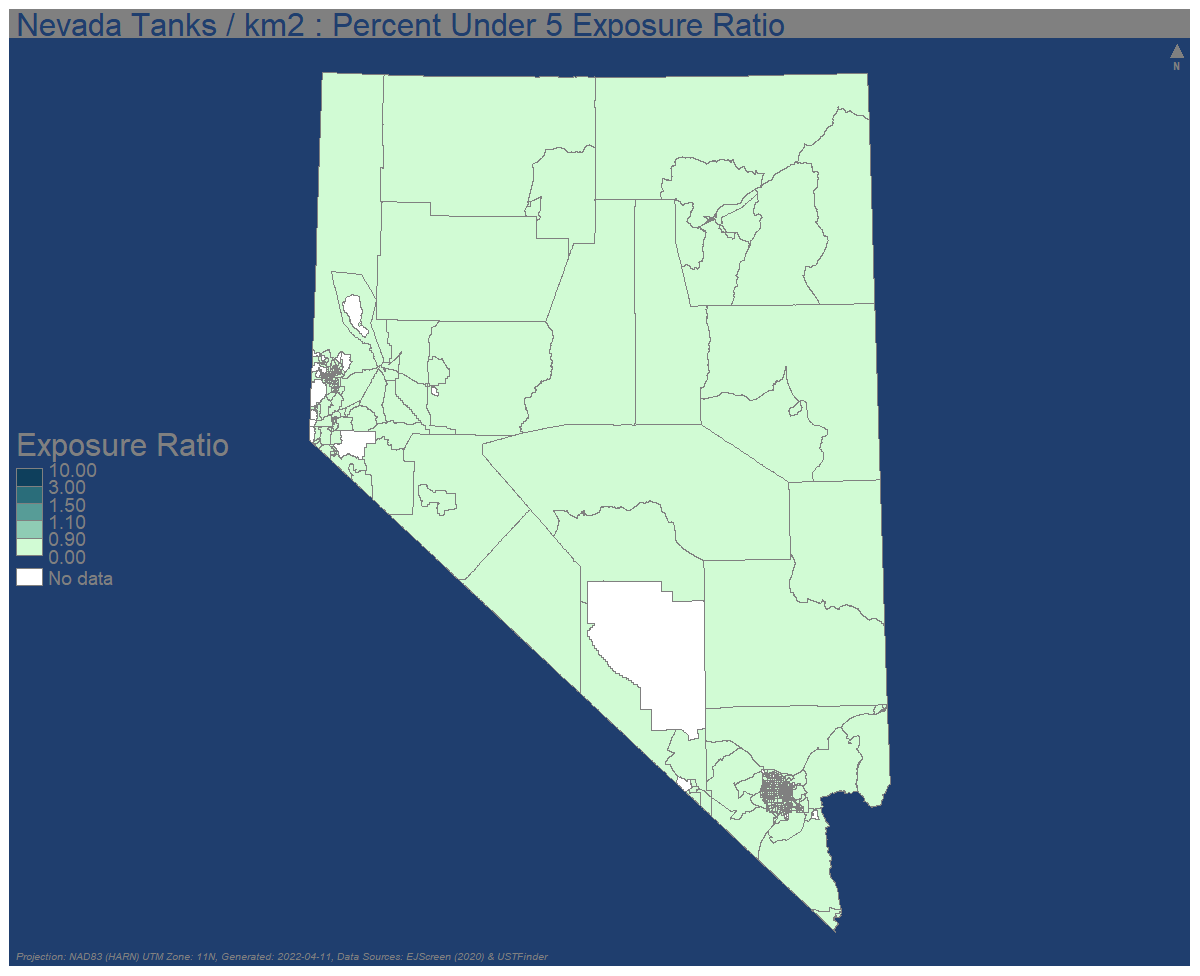 Nevada Tanks / km2 : Percent Under 5 Exposure Ratio
N
Exposure Ratio
10.00
3.00
1.50
1.10
0.90
0.00
No data
Projection: NAD83 (HARN) UTM Zone: 11N, Generated: 2022-04-11, Data Sources: EJScreen (2020) & USTFinder